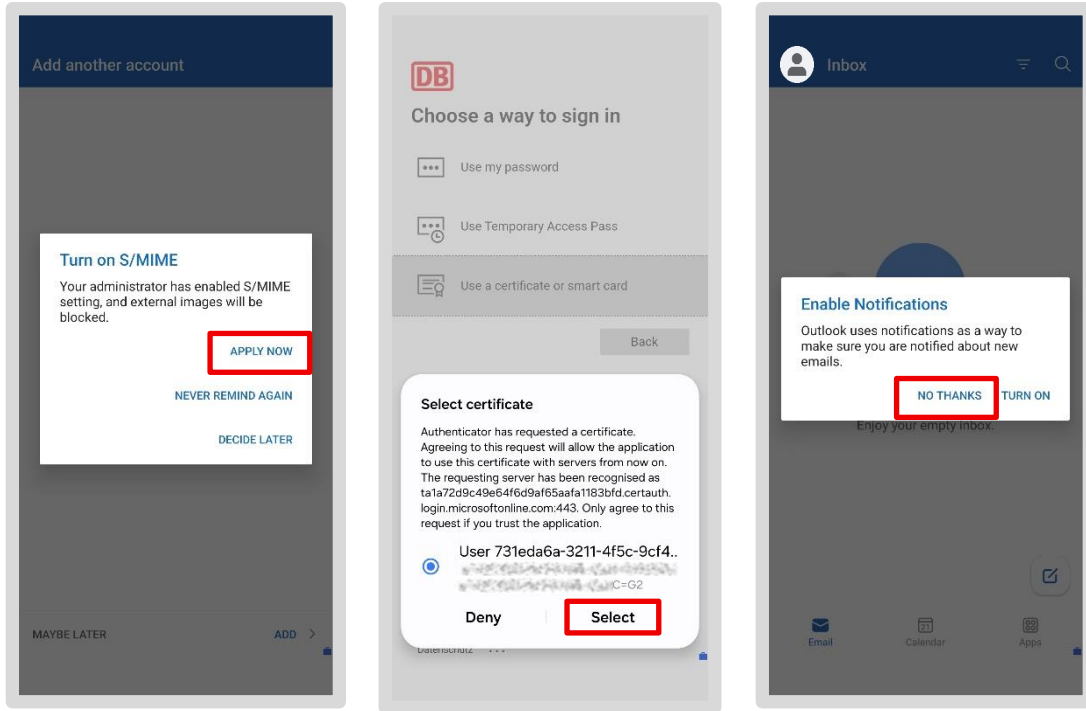 Add another account
Turn on S/MIME
Your administrator has enabled S/MIME
setting, and external images will be
blocked.
APPLY NOW
NEVER REMIND AGAIN
DECIDE LATER
MAYBE LATER
ADD >
DB
Choose a way to sign in
Use my password
Use Temporary Access Pass
Use a certificate or smart card
Back
Select certificate
Authenticator has requested a certificate.
Agreeing to this request will allow the application
to use this certificate with servers from now on.
The requesting server has been recognised as
ta1a72d9c49e64f6d9af65aafa1183bfd.certauth.
login.microsoftonline.com:443. Only agree to this
request if you trust the application.
User 731eda6a-3211-4f5c-9cf4..
C=G2
Deny
Select
Datenschutz ...
Inbox
Enable Notifications
Outlook uses notifications as a way to
make sure you are notified about new
emails.
NO THANKS
TURN ON
Enjoy your empty inbox.
Email
21
Calendar
Apps